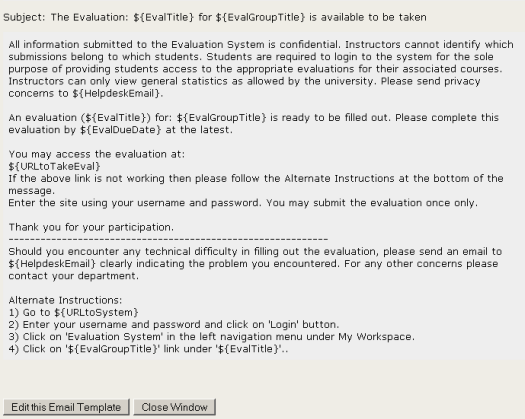 Subject: The Evaluation: ${EvalTitle} for ${EvalGroupTitle} is available to be taken
All information submitted to the Evaluation System is confidential. Instructors cannot identify which
submissions belong to which students. Students are required to login to the system for the sole
purpose of providing students access to the appropriate evaluations for their associated courses.
Instructors can only view general statistics as allowed by the university. Please send privacy
concerns to ${HelpdeskEmail}.
An evaluation (${EvalTitle}) for: ${EvalGroupTitle} is ready to be filled out. Please complete this
evaluation by ${EvalDueDate} at the latest.
You may access the evaluation at:
${URLtoTakeEval}
If the above link is not working then please follow the Alternate Instructions at the bottom of the
message.
Enter the site using your username and password. You may submit the evaluation once only.
Thank you for your participation.
------------------------------------------------------------
Should you encounter any technical difficulty in filling out the evaluation, please send an email to
${HelpdeskEmail} clearly indicating the problem you encountered. For any other concerns please
contact your department.
Alternate Instructions:
1) Go to ${URLtoSystem}
2) Enter your username and password and click on 'Login' button.
3) Click on 'Evaluation System' in the left navigation menu under My Workspace.
4) Click on '${EvalGroupTitle}' link under '${EvalTitle}'..
Edit this Email Template Close Window